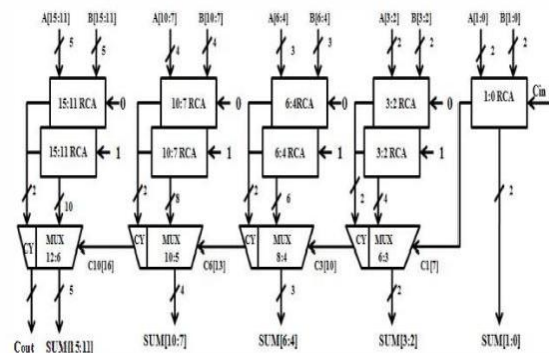 A[15:11] B[15:11] A[10:7] B[10:7] A[6:4] B[6:4] A[3:2] B[3:2] A[1:0] B[1:0]
5 5 4 4 3 3 2 2 2 2
15:11 RCA 0 10:7 RCA 0 6:4RCA 0 3:2 RCA 0 1:0 RCA Cin
15:11 RCA 1 10:7 RCA 1 6:4 RCA 1 3:2 RCA 1
2 10 2 8 2 6 2 4 2
CY MUX 12:6 CY MUX 10:5 CY MUX 8:4 CY MUX 6:3
C10[16] C6[13] C3[10] C1[7]
5 4 3 2
Cout SUM[15:11] SUM[10:7] SUM[6:4] SUM[3:2] SUM[1:0]